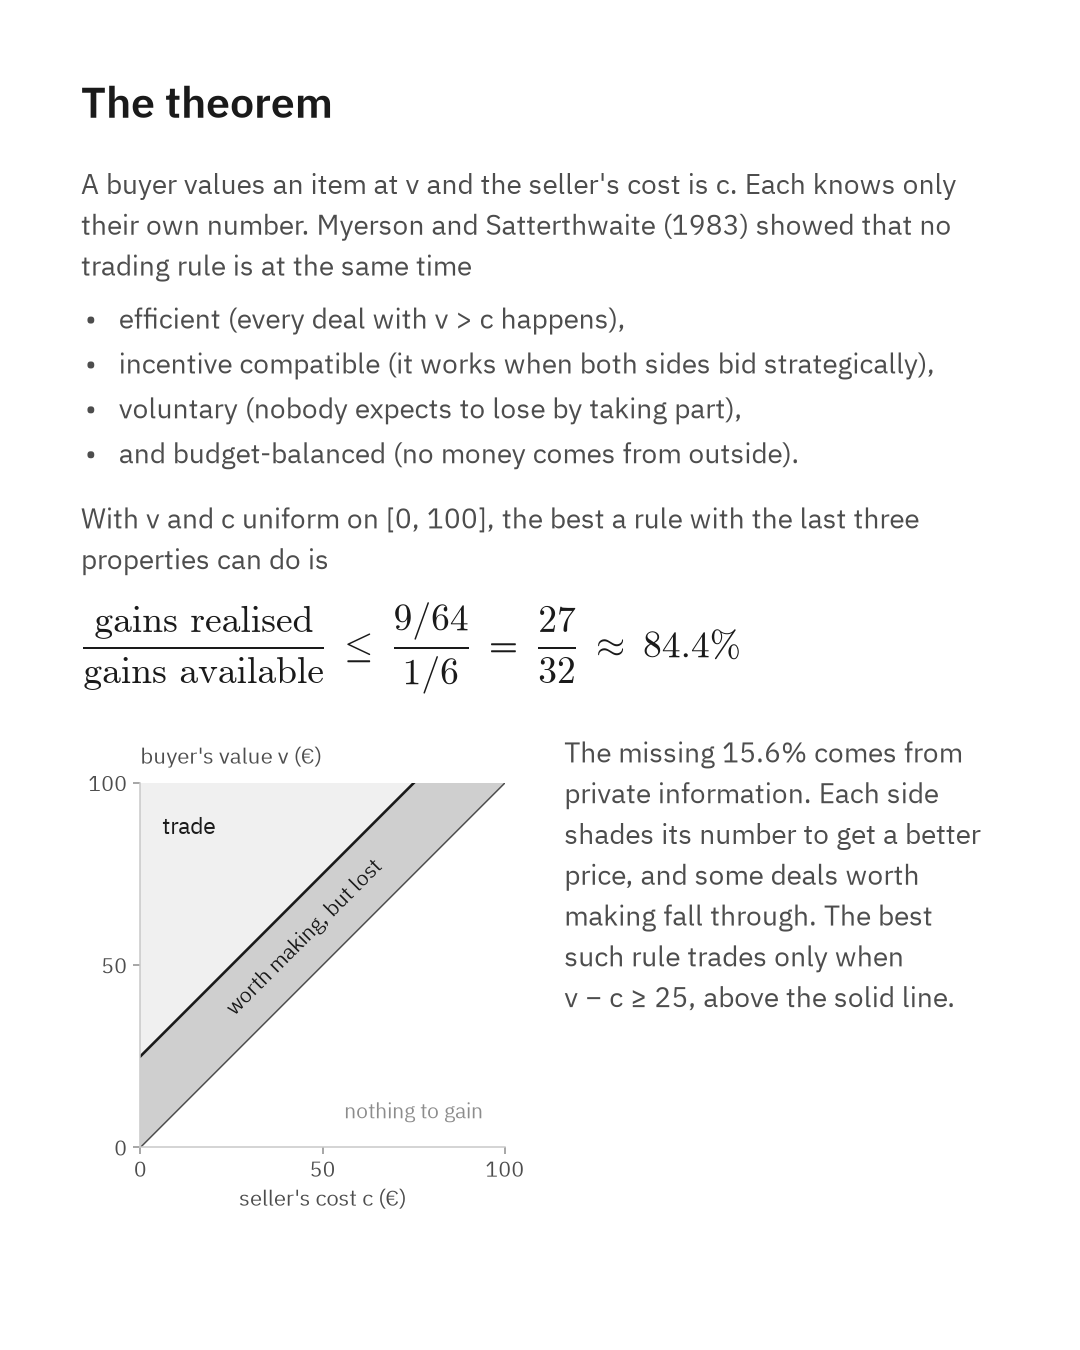 The theorem
A buyer values an item at v and the seller's cost is c. Each knows only
their own number. Myerson and Satterthwaite (1983) showed that no
trading rule is at the same time
• efficient (every deal with v > c happens),
• incentive compatible (it works when both sides bid strategically),
• voluntary (nobody expects to lose by taking part),
• and budget-balanced (no money comes from outside).
With v and c uniform on [0, 100], the best a rule with the last three
properties can do is
gains realised / gains available ≤ 9/64 / 1/6 = 27/32 ≈ 84.4%
buyer's value v (€)
100
trade
worth making, but lost
50
nothing to gain
0
0 50 100
seller's cost c (€)
The missing 15.6% comes from
private information. Each side
shades its number to get a better
price, and some deals worth
making fall through. The best
such rule trades only when
v − c ≥ 25, above the solid line.